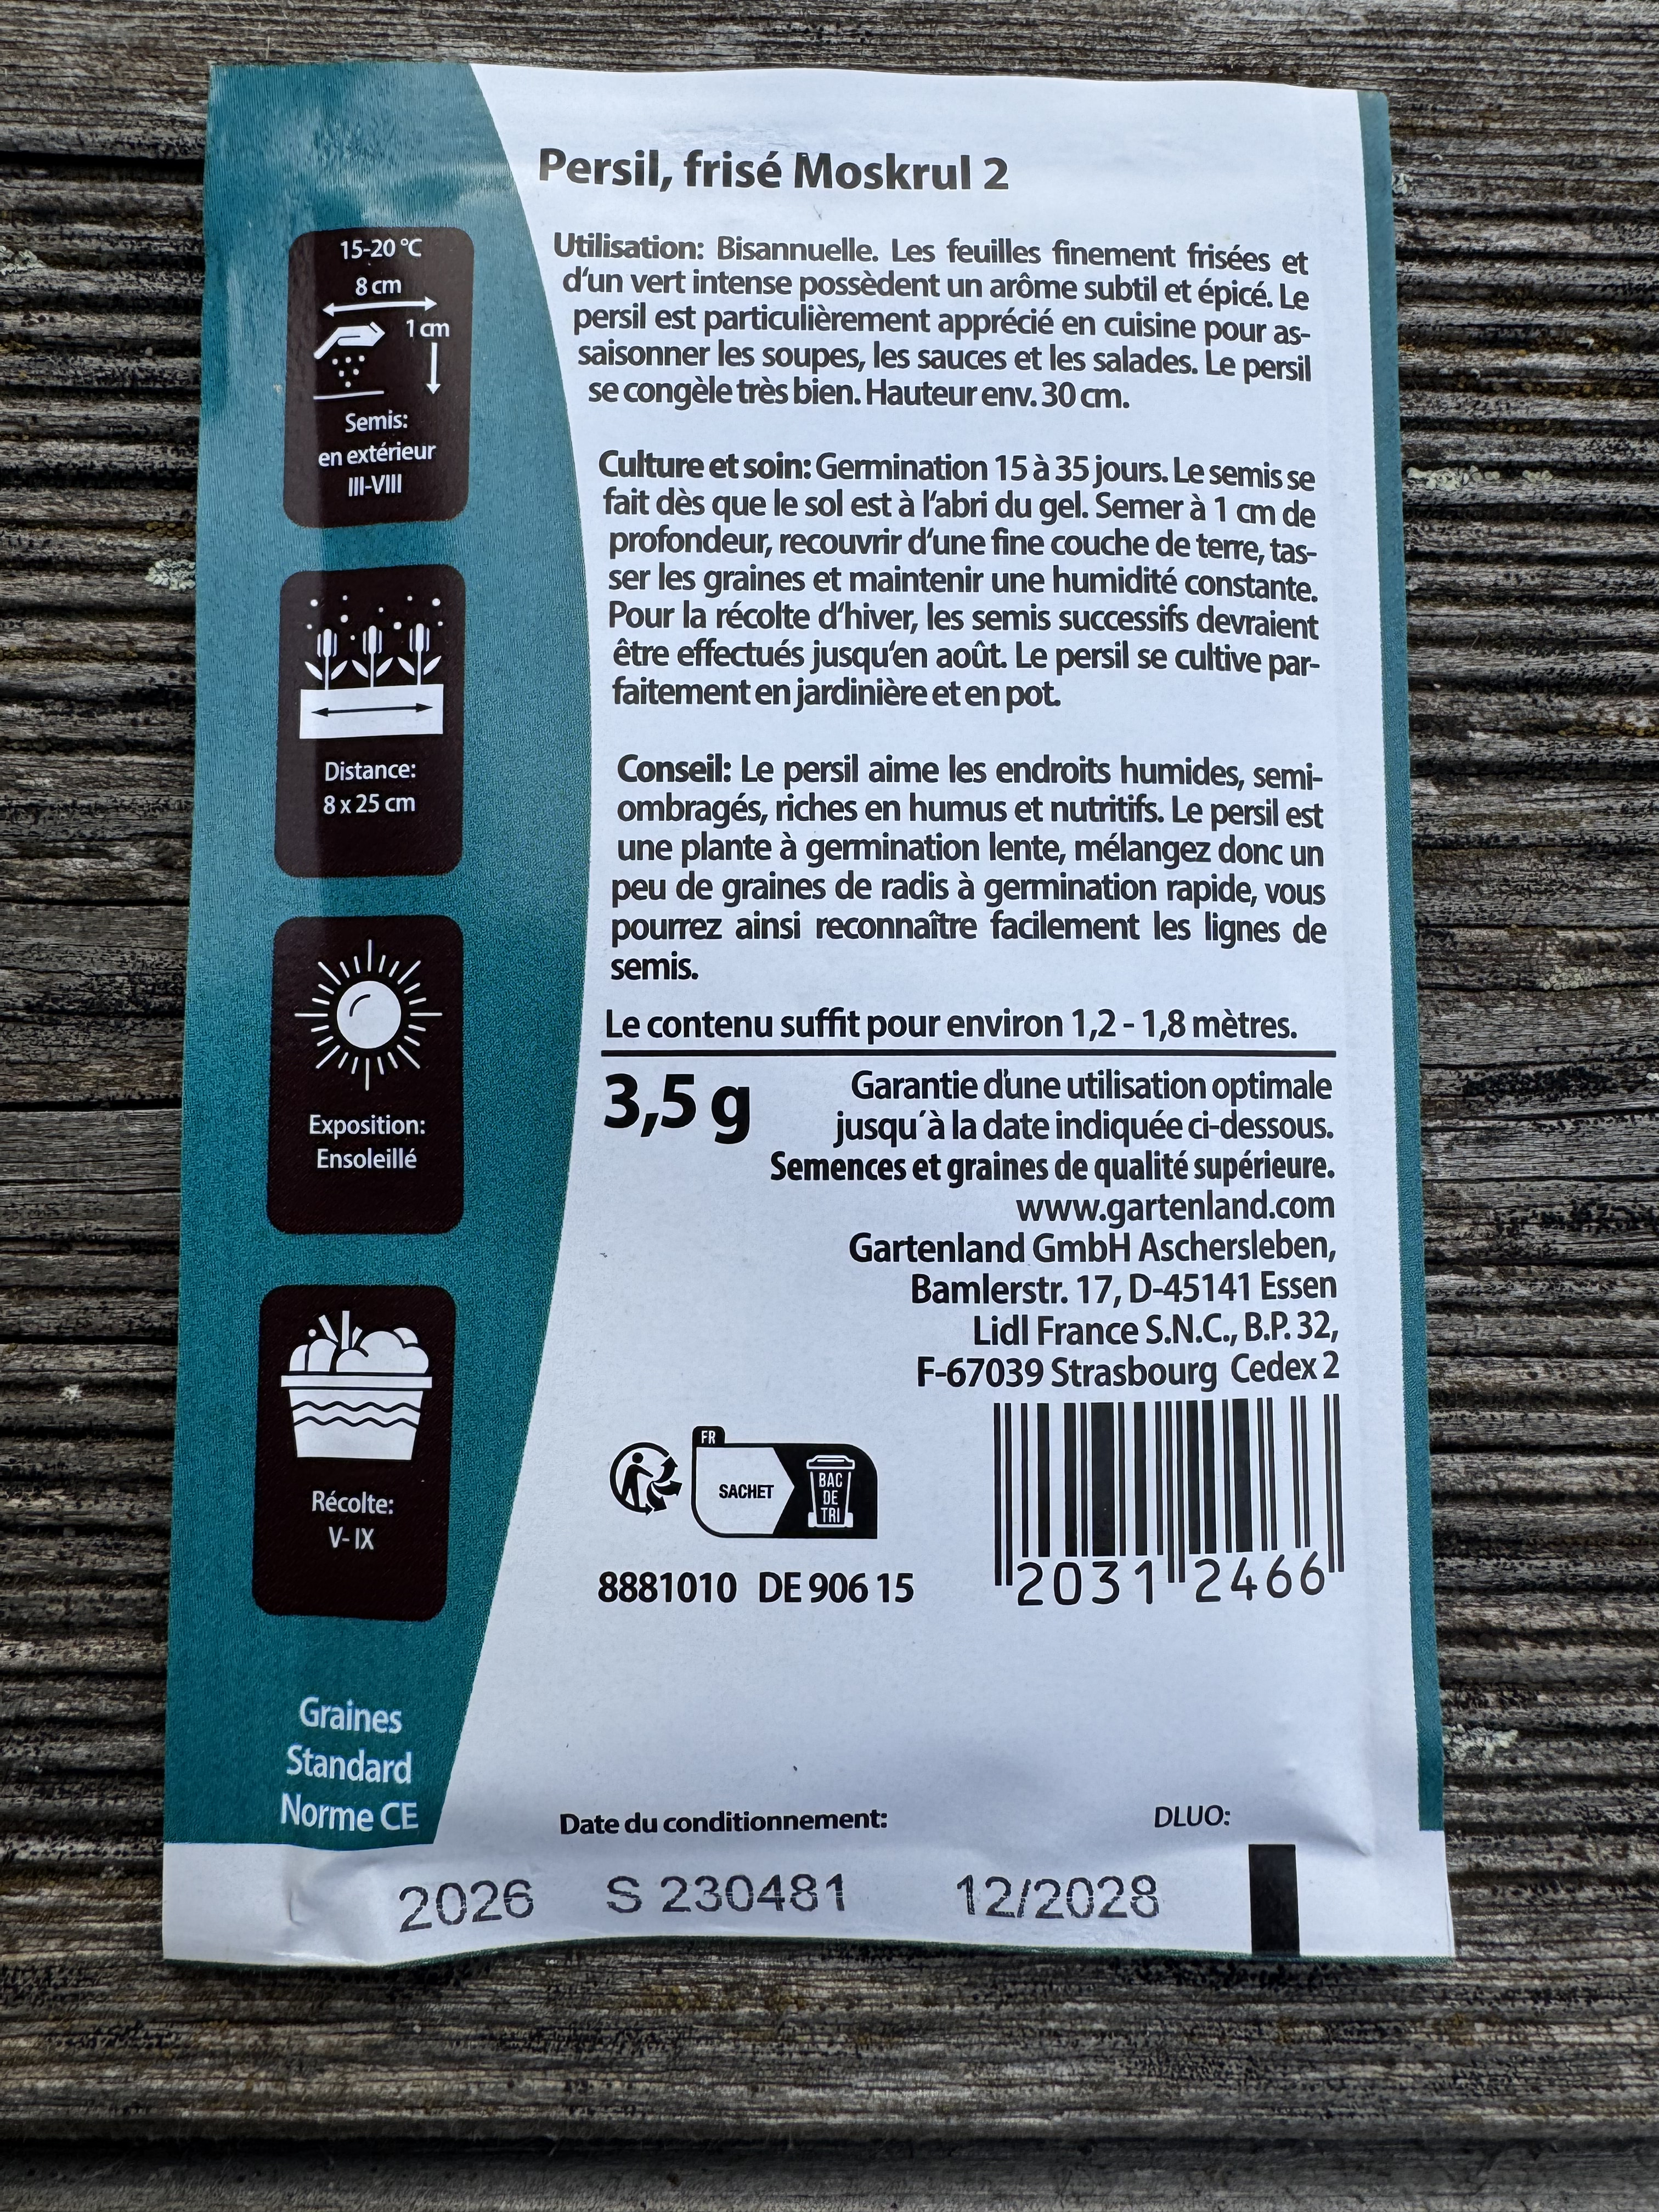 Persil, frisé Moskrul 2
15-20 °C
8 cm
1 cm
Semis:
en extérieur
III-VIII
Distance:
8 x 25 cm
Exposition:
Ensoleillé
Récolte:
V- IX
Graines
Standard
Norme CE
Utilisation: Bisannuelle. Les feuilles finement frisées et
d‘un vert intense possèdent un arôme subtil et épicé. Le
persil est particulièrement apprécié en cuisine pour as-
saisonner les soupes, les sauces et les salades. Le persil
se congèle très bien. Hauteur env. 30 cm.
Culture et soin: Germination 15 à 35 jours. Le semis se
fait dès que le sol est à l‘abri du gel. Semer à 1 cm de
profondeur, recouvrir d‘une fine couche de terre, tas-
ser les graines et maintenir une humidité constante.
Pour la récolte d‘hiver, les semis successifs devraient
être effectués jusqu‘en août. Le persil se cultive par-
faitement en jardinière et en pot.
Conseil: Le persil aime les endroits humides, semi-
ombragés, riches en humus et nutritifs. Le persil est
une plante à germination lente, mélangez donc un
peu de graines de radis à germination rapide, vous
pourrez ainsi reconnaître facilement les lignes de
semis.
Le contenu suffit pour environ 1,2 - 1,8 mètres.
3,5 g
Garantie d'une utilisation optimale
jusqu´à la date indiquée ci-dessous.
Semences et graines de qualité supérieure.
www.gartenland.com
Gartenland GmbH Aschersleben,
Bamlerstr. 17, D-45141 Essen
Lidl France S.N.C., B.P. 32,
F-67039 Strasbourg Cedex 2
FR
SACHET
BAC
DE
TRI
8881010 DE 906 15
2031 2466
Date du conditionnement:
DLUO:
2026 S 230481 12/2028